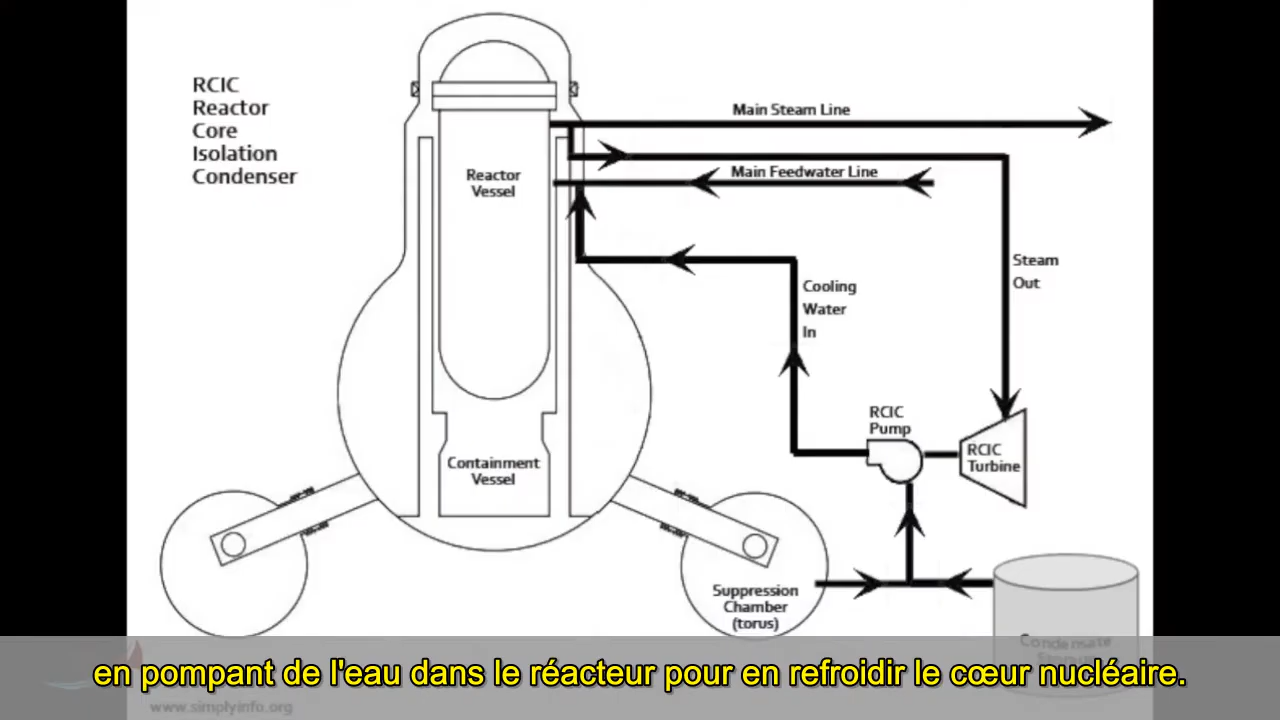 RCIC
Reactor
Core
Isolation
Condenser
Main Steam Line
Main Feedwater Line
Reactor
Vessel
Steam
Out
Cooling
Water
In
RCIC
Pump
RCIC
Turbine
Containment
Vessel
Suppression
Chamber
(torus)
Condensate
en pompant de l'eau dans le réacteur pour en refroidir le cœur nucléaire.
www.simplyinfo.org